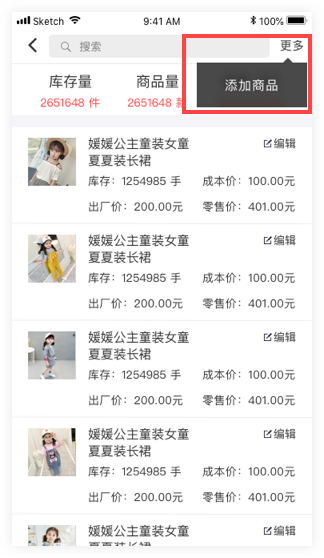 Sketch 9:41 AM 100%
搜索 更多
添加商品
库存量 商品量
2651648 件 2651648 款
媛媛公主童装女童 编辑
夏夏装长裙
库存：1254985 手 成本价：100.00元
出厂价：200.00元 零售价：401.00元
媛媛公主童装女童 编辑
夏夏装长裙
库存：1254985 手 成本价：100.00元
出厂价：200.00元 零售价：401.00元
媛媛公主童装女童 编辑
夏夏装长裙
库存：1254985 手 成本价：100.00元
出厂价：200.00元 零售价：401.00元
媛媛公主童装女童 编辑
夏夏装长裙
库存：1254985 手 成本价：100.00元
出厂价：200.00元 零售价：401.00元
媛媛公主童装女童 编辑
夏夏装长裙